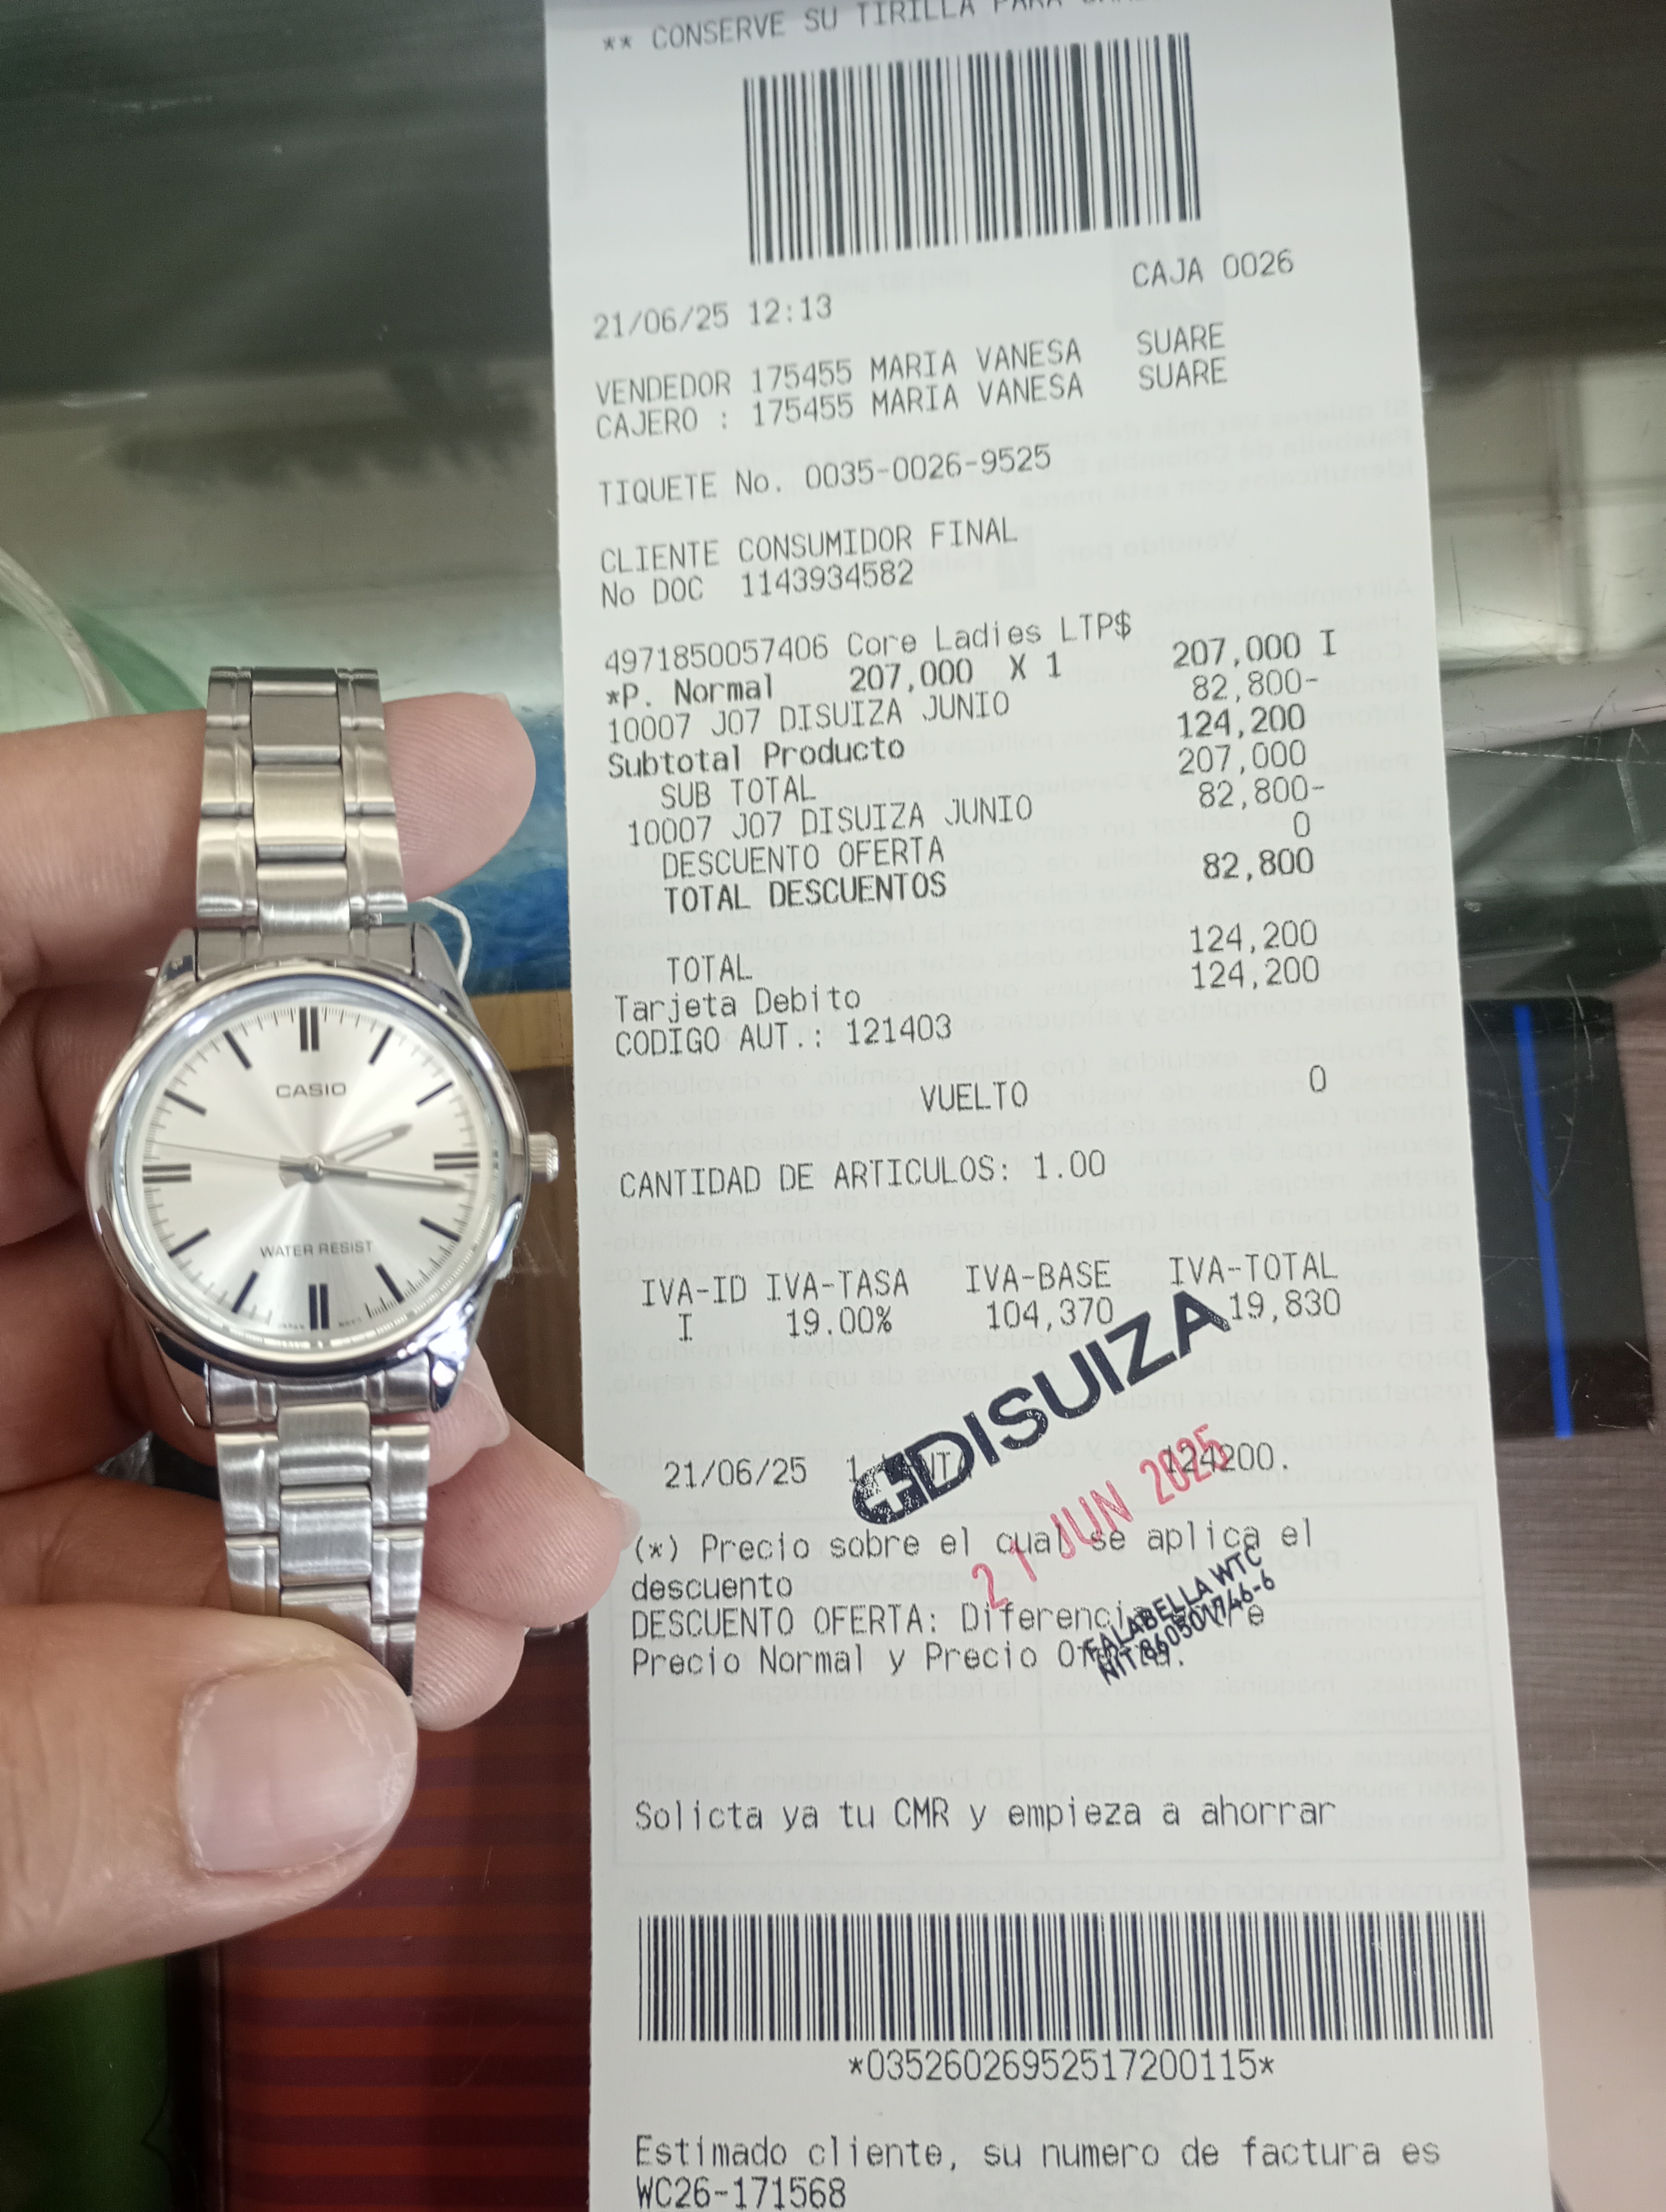 ** CONSERVE SU TIRILLA PARA
21/06/25 12:13 CAJA 0026
VENDEDOR 175455 MARIA VANESA SUARE
CAJERO : 175455 MARIA VANESA SUARE
TIQUETE No. 0035-0026-9525
CLIENTE CONSUMIDOR FINAL
No DOC 1143934582
4971850057406 Core Ladies LTP$ 207,000 I
*P. Normal 207,000 X 1
10007 J07 DISUIZA JUNIO 82,800-
Subtotal Producto 124,200
SUB TOTAL 207,000
10007 J07 DISUIZA JUNIO 82,800-
DESCUENTO OFERTA 0
TOTAL DESCUENTOS 82,800
TOTAL 124,200
Tarjeta Debito 124,200
CODIGO AUT.: 121403
VUELTO 0
CANTIDAD DE ARTICULOS: 1.00
IVA-ID IVA-TASA IVA-BASE IVA-TOTAL
I 19.00% 104,370 19,830
DISUIZA
21/06/25 1 124200.
21 JUN 2025
(*) Precio sobre el cual se aplica el
descuento
DESCUENTO OFERTA: Diferencia
Precio Normal y Precio
FALABELLA WTC
Solicta ya tu CMR y empieza a ahorrar
*03526026952517200115*
Estimado cliente, su numero de factura es
WC26-171568
CASIO
WATER RESIST